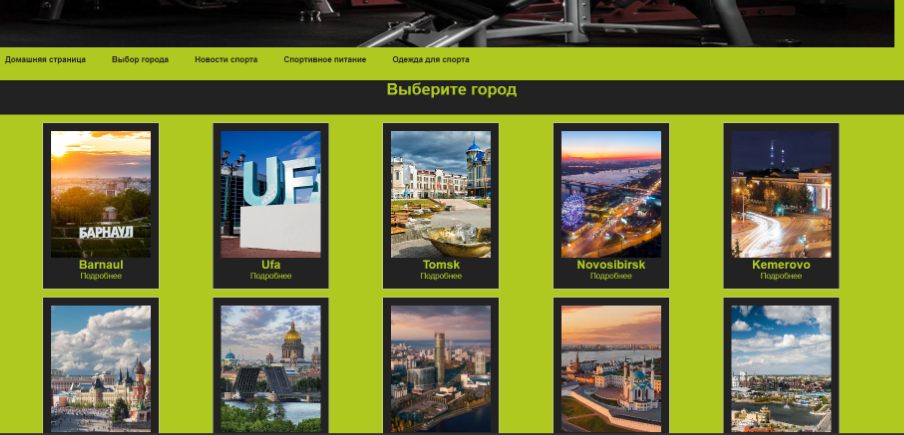 Домашняя страница Выбор города Новости спорта Спортивное питание Одежда для спорта
Выберите город
БАРНАУЛ
UF
Barnaul Ufa Tomsk Novosibirsk Kemerovo
Подробнее Подробнее Подробнее Подробнее Подробнее